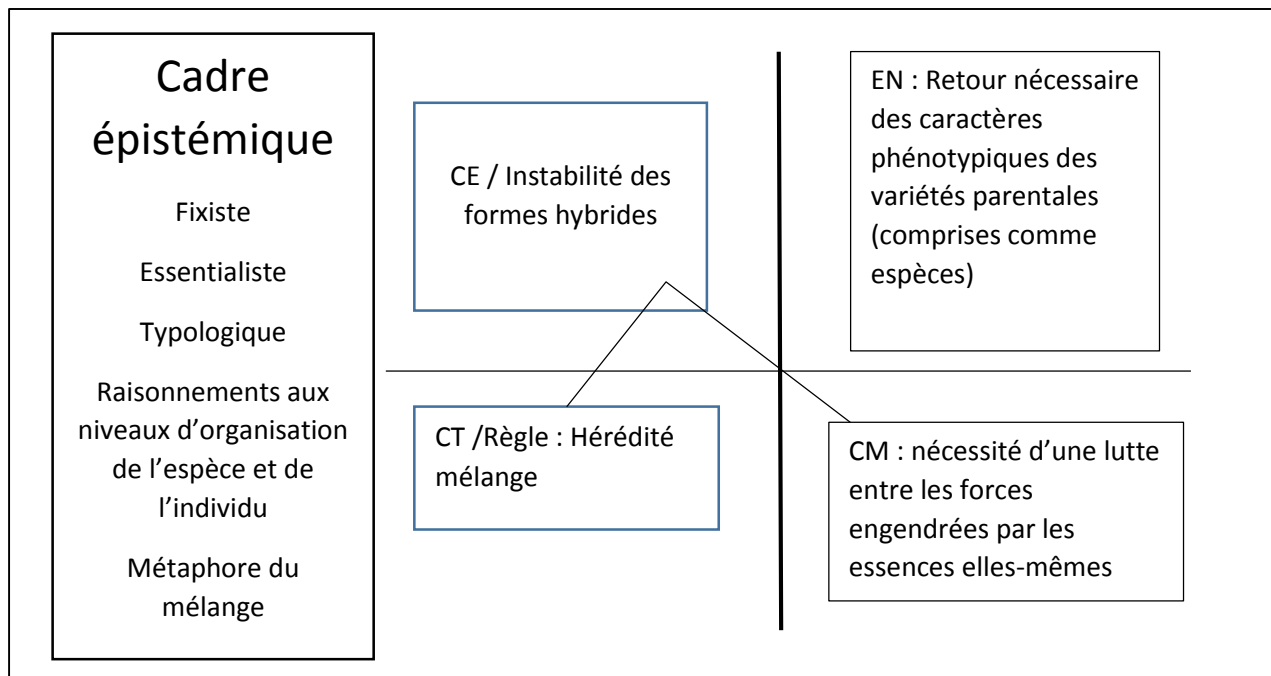 Cadre
épistémique
Fixiste
Essentialiste
Typologique
Raisonnements aux
niveaux d’organisation
de l’espèce et de
l’individu
Métaphore du
mélange
CE / Instabilité des
formes hybrides
EN : Retour nécessaire
des caractères
phénotypiques des
variétés parentales
(comprises comme
espèces)
CT /Règle : Hérédité
mélange
CM : nécessité d’une lutte
entre les forces
engendrées par les
essences elles-mêmes